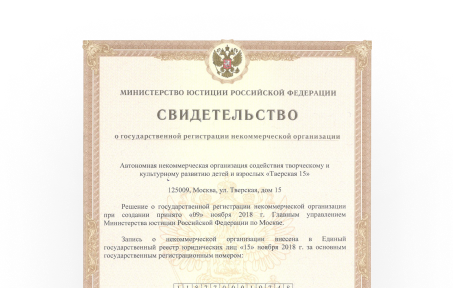 МИНИСТЕРСТВО ЮСТИЦИИ РОССИЙСКОЙ ФЕДЕРАЦИИ
СВИДЕТЕЛЬСТВО
о государственной регистрации некоммерческой организации
Автономная некоммерческая организация содействия творческому и
культурному развитию детей и взрослых «Тверская 15»
125009, Москва, ул. Тверская, дом 15
Решение о государственной регистрации некоммерческой организации
при создании принято «09» ноября 2018 г. Главным управлением
Министерства юстиции Российской Федерации по Москве.
Запись о некоммерческой организации внесена в Единый
государственный реестр юридических лиц «15» ноября 2018 г. за основным
государственным регистрационным номером: